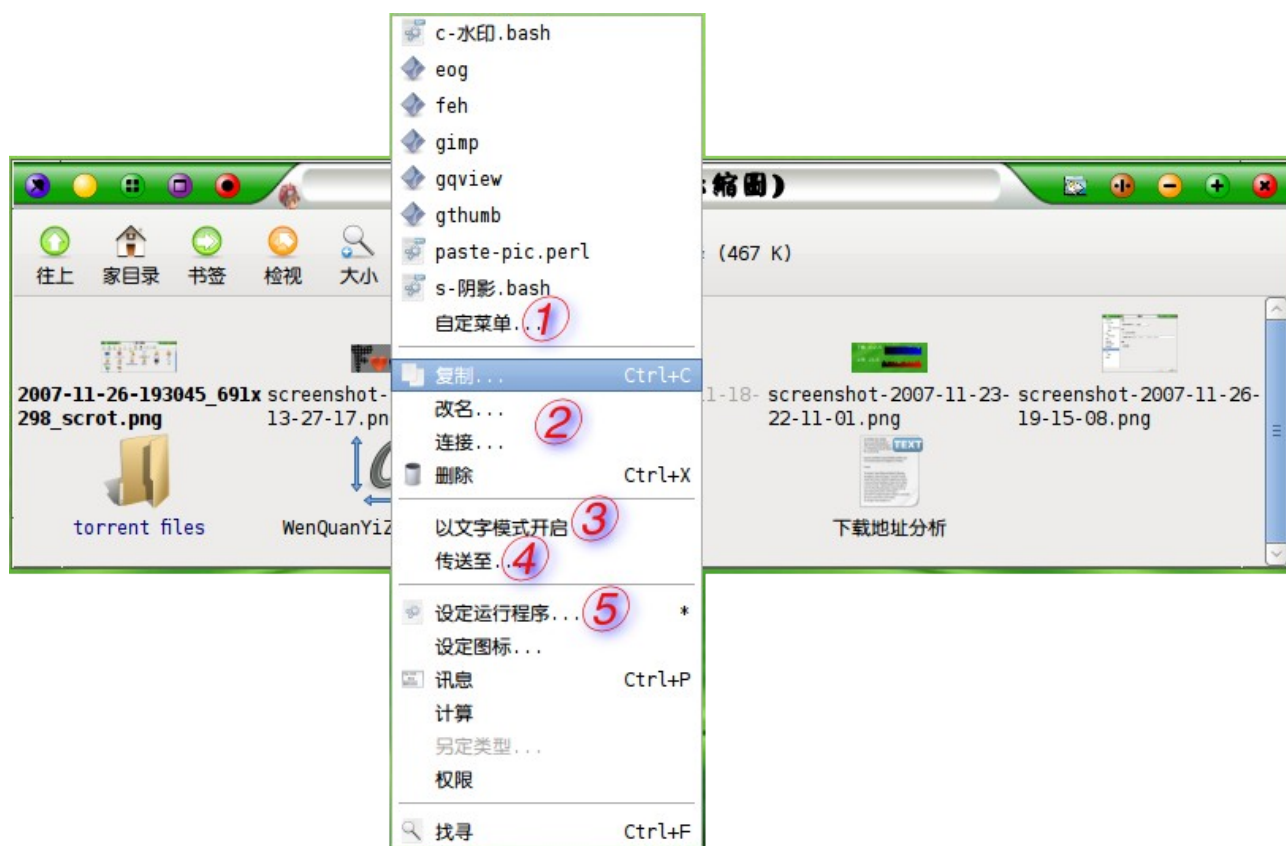 c-水印.bash
eog
feh
gimp
gqview
gthumb
paste-pic.perl
s-阴影.bash
自定菜单...
1
复制... Ctrl+C
改名...
2
连接...
删除 Ctrl+X
以文字模式开启
3
传送至...
4
设定运行程序... *
5
设定图标...
讯息 Ctrl+P
计算
另定类型...
权限
找寻 Ctrl+F
缩图)
往上
家目录
书签
检视
大小
(467 K)
2007-11-26-193045_691x
298_scrot.png
screenshot-
13-27-17.pn
11-18-
screenshot-2007-11-23-
22-11-01.png
screenshot-2007-11-26-
19-15-08.png
torrent files
WenQuanYiZ
TEXT
下载地址分析